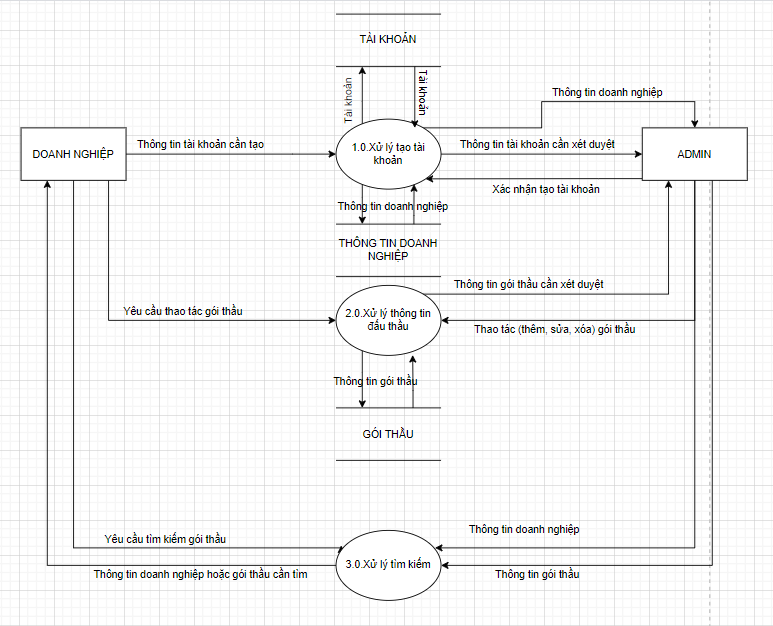 TÀI KHOẢN
Tài khoản
Tài khoản
Thông tin doanh nghiệp
DOANH NGHIỆP
Thông tin tài khoản cần tạo
1.0.Xử lý tạo tài
khoản
Thông tin tài khoản cần xét duyệt
ADMIN
Xác nhận tạo tài khoản
Thông tin doanh nghiệp
THÔNG TIN DOANH
NGHIỆP
Thông tin gói thầu cần xét duyệt
Yêu cầu thao tác gói thầu
2.0.Xử lý thông tin
đấu thầu
Thao tác (thêm, sửa, xóa) gói thầu
Thông tin gói thầu
GÓI THẦU
Thông tin doanh nghiệp
Yêu cầu tìm kiếm gói thầu
3.0.Xử lý tìm kiếm
Thông tin doanh nghiệp hoặc gói thầu cần tìm
Thông tin gói thầu